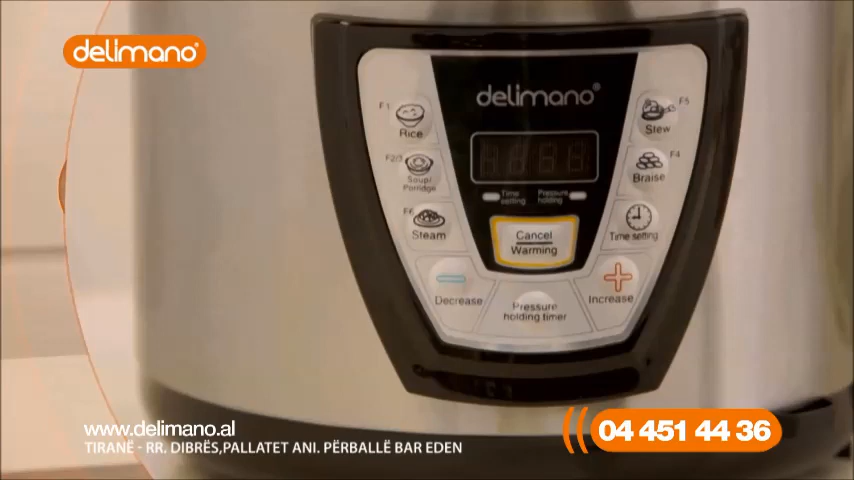 delimano®
delimano®
F1
Rice
F2/3
Soup/
Porridge
F6
Steam
F5
Stew
F4
Braise
Time setting
Time
setting
Pressure
holding
Cancel
Warming
Decrease
Pressure
holding timer
Increase
www.delimano.al
TIRANË - RR. DIBRËS,PALLATET ANI. PËRBALLË BAR EDEN
04 451 44 36